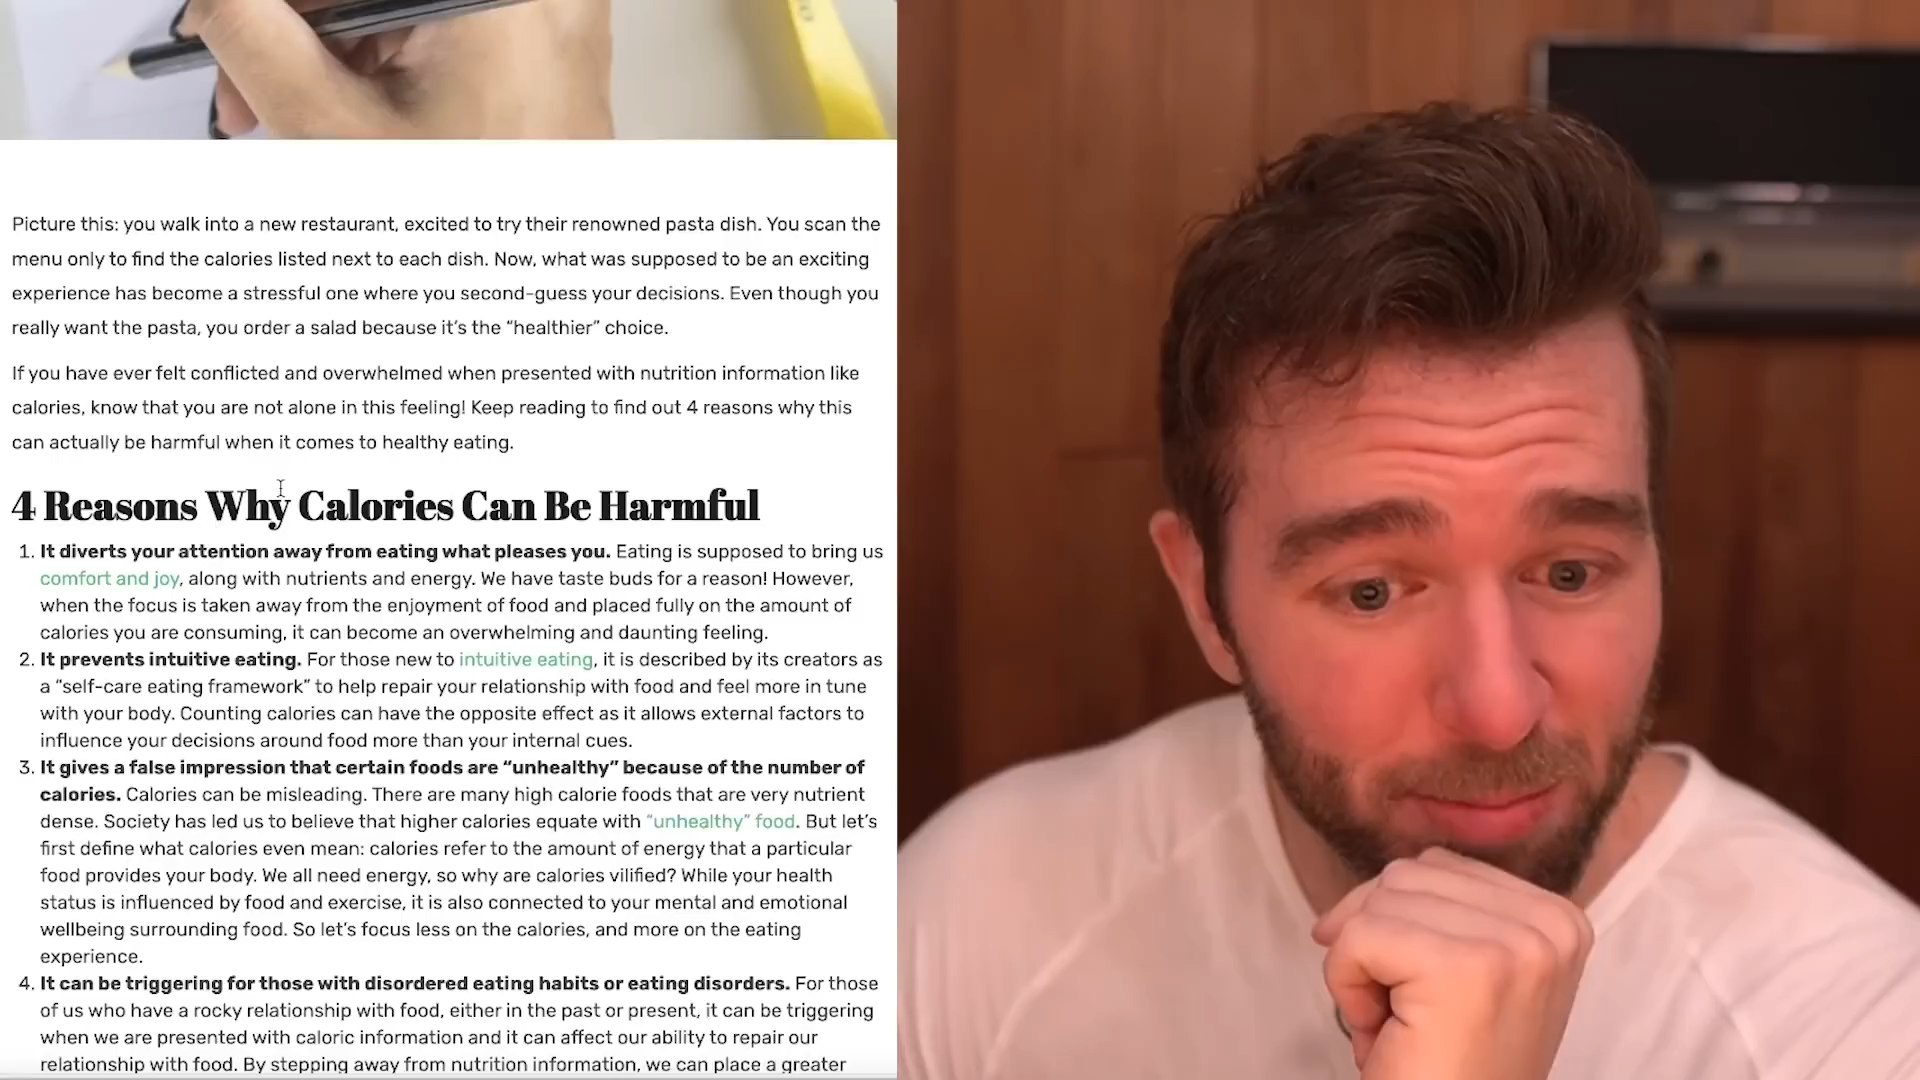 Picture this: you walk into a new restaurant, excited to try their renowned pasta dish. You scan the
menu only to find the calories listed next to each dish. Now, what was supposed to be an exciting
experience has become a stressful one where you second-guess your decisions. Even though you
really want the pasta, you order a salad because it’s the “healthier” choice.
If you have ever felt conflicted and overwhelmed when presented with nutrition information like
calories, know that you are not alone in this feeling! Keep reading to find out 4 reasons why this
can actually be harmful when it comes to healthy eating.
4 Reasons Why Calories Can Be Harmful
1. It diverts your attention away from eating what pleases you. Eating is supposed to bring us
comfort and joy, along with nutrients and energy. We have taste buds for a reason! However,
when the focus is taken away from the enjoyment of food and placed fully on the amount of
calories you are consuming, it can become an overwhelming and daunting feeling.
2. It prevents intuitive eating. For those new to intuitive eating, it is described by its creators as
a “self-care eating framework” to help repair your relationship with food and feel more in tune
with your body. Counting calories can have the opposite effect as it allows external factors to
influence your decisions around food more than your internal cues.
3. It gives a false impression that certain foods are “unhealthy” because of the number of
calories. Calories can be misleading. There are many high calorie foods that are very nutrient
dense. Society has led us to believe that higher calories equate with “unhealthy” food. But let’s
first define what calories even mean: calories refer to the amount of energy that a particular
food provides your body. We all need energy, so why are calories vilified? While your health
status is influenced by food and exercise, it is also connected to your mental and emotional
wellbeing surrounding food. So let’s focus less on the calories, and more on the eating
experience.
4. It can be triggering for those with disordered eating habits or eating disorders. For those
of us who have a rocky relationship with food, either in the past or present, it can be triggering
when we are presented with caloric information and it can affect our ability to repair our
relationship with food. By stepping away from nutrition information, we can place a greater